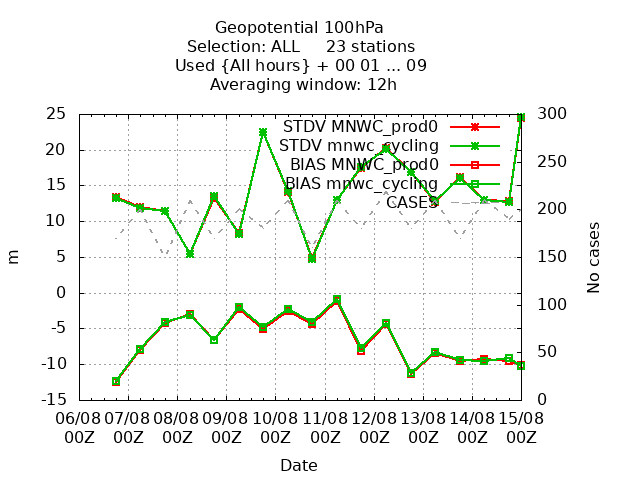 Geopotential 100hPa
Selection: ALL 23 stations
Used {All hours} + 00 01 ... 09
Averaging window: 12h
STDV MNWC_prod0
STDV mnwc_cycling
BIAS MNWC_prod0
BIAS mnwc_cycling
CASES
25
20
15
10
5
0
-5
-10
-15
m
300
250
200
150
100
50
0
No cases
06/08 07/08 08/08 09/08 10/08 11/08 12/08 13/08 14/08 15/08
00Z 00Z 00Z 00Z 00Z 00Z 00Z 00Z 00Z 00Z
Date